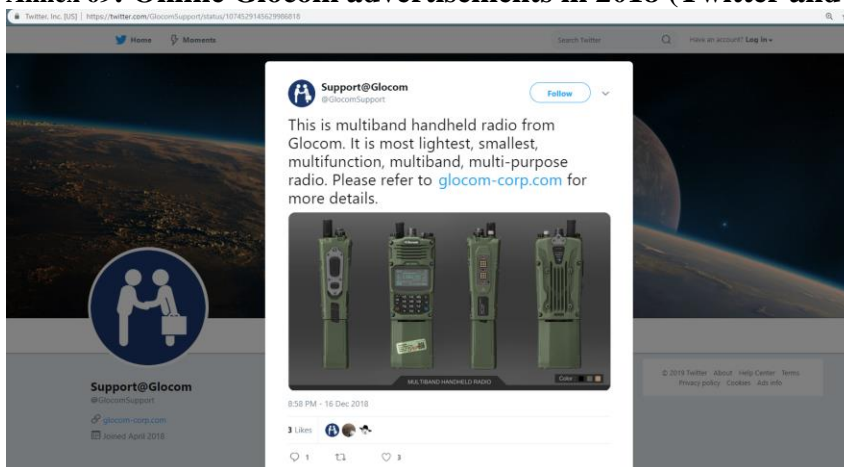 Online Glocom advertisements in 2018 (Twitter and
Twitter, Inc. [US] | https://twitter.com/GlocomSupport/status/1074529145629986818
Home Moments Search Twitter Have an account? Log in
Support@Glocom
@GlocomSupport
Follow
This is multiband handheld radio from
Glocom. It is most lightest, smallest,
multifunction, multiband, multi-purpose
radio. Please refer to glocom-corp.com for
more details.
MULTIBAND HANDHELD RADIO
Color
8:58 PM - 16 Dec 2018
3 Likes
1 3
Support@Glocom
@GlocomSupport
glocom-corp.com
Joined April 2018
© 2019 Twitter About Help Center Terms
Privacy policy Cookies Ads info